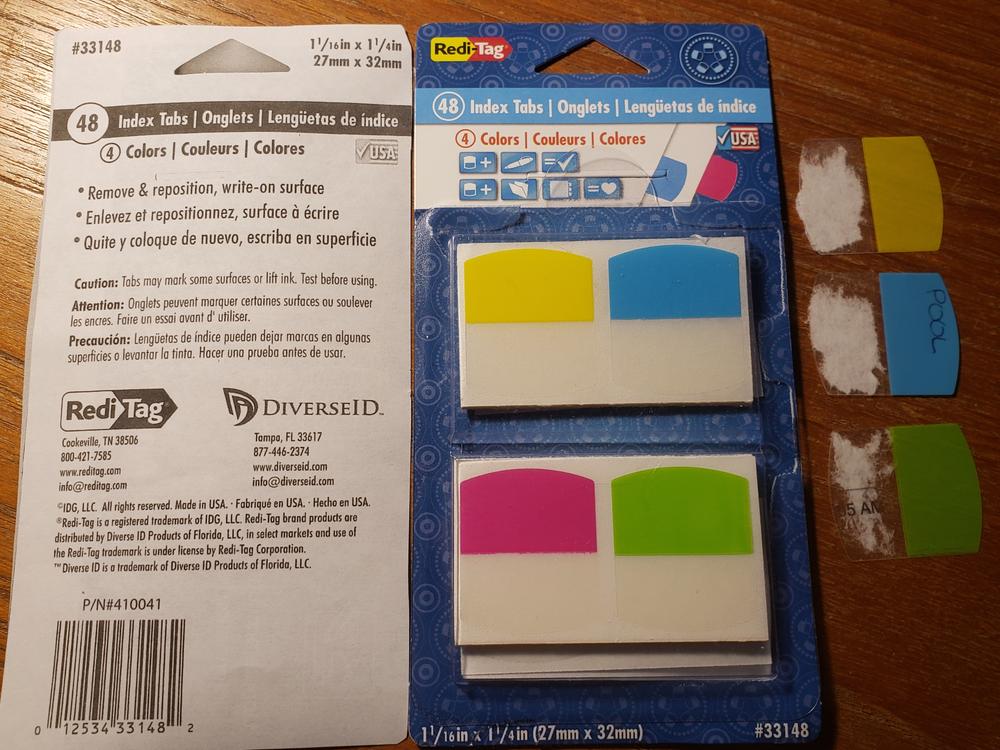 #33148
1 1/16in x 1 1/4in
27mm x 32mm
48 Index Tabs | Onglets | Lengüetas de índice
4 Colors | Couleurs | Colores
USA
• Remove & reposition, write-on surface
• Enlevez et repositionnez, surface à écrire
• Quite y coloque de nuevo, escriba en superficie
Caution: Tabs may mark some surfaces or lift ink. Test before using.
Attention: Onglets peuvent marquer certaines surfaces ou soulever
les encres. Faire un essai avant d' utiliser.
Precaución: Lengüetas de índice pueden dejar marcas en algunas
superficies o levantar la tinta. Hacer una prueba antes de usar.
Redi-Tag
Cookeville, TN 38506
800-421-7585
www.reditag.com
info@reditag.com
DIVERSEID™
Tampa, FL 33617
877-446-2374
www.diverseid.com
info@diverseid.com
©IDG, LLC. All rights reserved. Made in USA. · Fabriqué en USA. · Hecho en USA.
®Redi-Tag is a registered trademark of IDG, LLC. Redi-Tag brand products are
distributed by Diverse ID Products of Florida, LLC, in select markets and use of
the Redi-Tag trademark is under license by Redi-Tag Corporation.
™Diverse ID is a trademark of Diverse ID Products of Florida, LLC.
P/N#410041
0 12534 33148 2
Redi-Tag®
48 Index Tabs | Onglets | Lengüetas de índice
4 Colors | Couleurs | Colores
USA
1 1/16in x 1 1/4in (27mm x 32mm)
#33148
POOL
5 AM